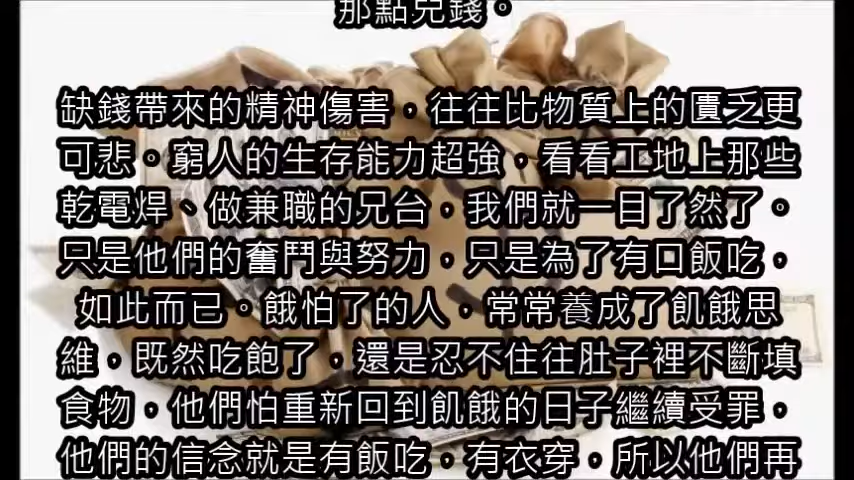 那點兒錢。
缺錢帶來的精神傷害，往往比物質上的匱乏更
可悲。窮人的生存能力超強，看看工地上那些
乾電焊、做兼職的兄台，我們就一目了然了。
只是他們的奮鬥與努力，只是為了有口飯吃，
如此而已。餓怕了的人，常常養成了飢餓思
維，既然吃飽了，還是忍不住往肚子裡不斷填
食物，他們怕重新回到飢餓的日子繼續受罪，
他們的信念就是有飯吃，有衣穿，所以他們再